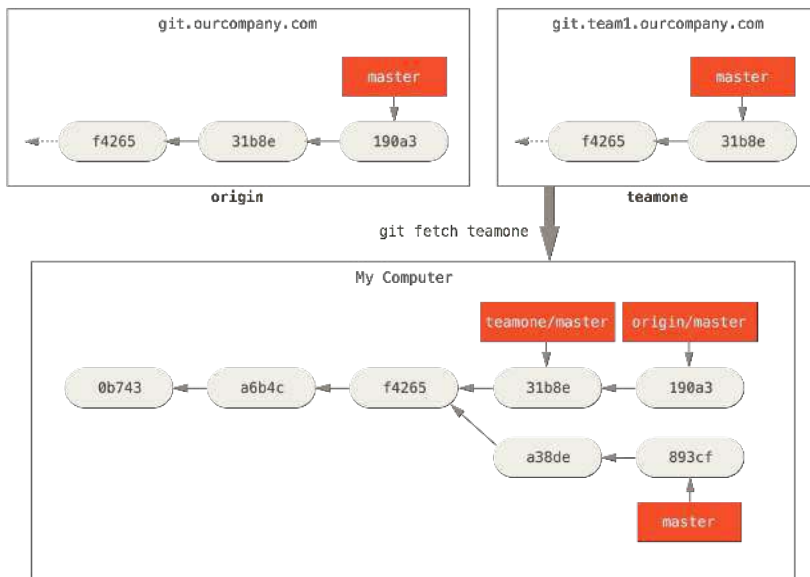 git.ourcompany.com
master
f4265
31b8e
190a3
origin
git.team1.ourcompany.com
master
f4265
31b8e
teamone
git fetch teamone
My Computer
teamone/master
origin/master
0b743
a6b4c
f4265
31b8e
190a3
a38de
893cf
master